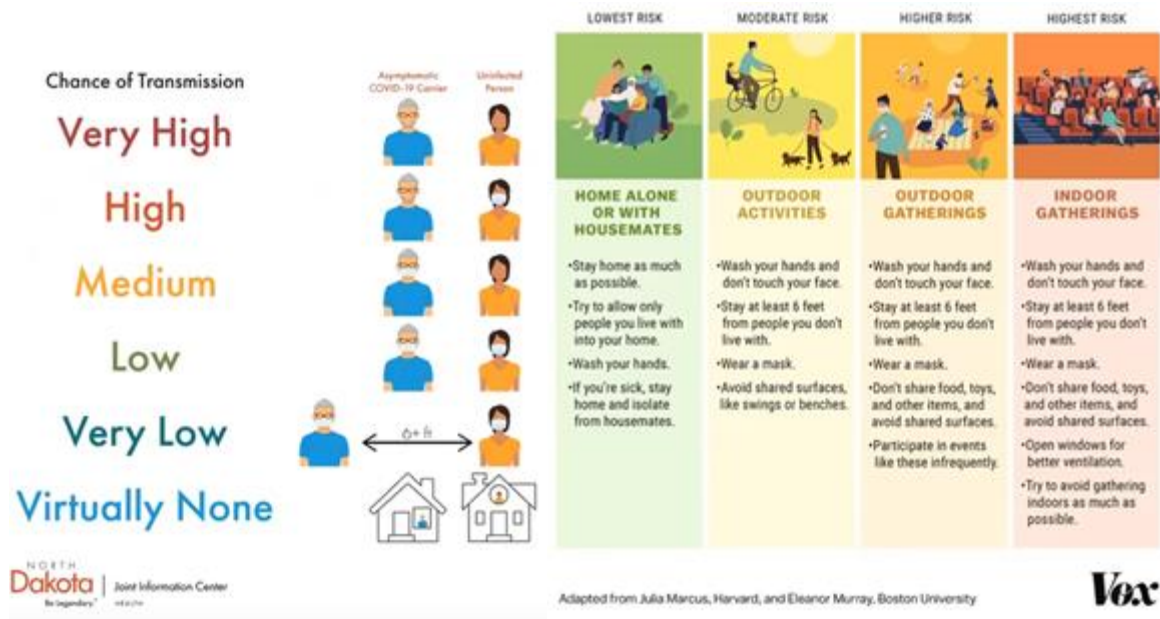 Chance of Transmission
Asymptomatic
COVID-19 Carrier
Uninfected
Person
Very High
High
Medium
Low
Very Low
6+ ft
Virtually None
NORTH
Dakota
Be Legendary.™
Joint Information Center
HEALTH
LOWEST RISK
HOME ALONE
OR WITH
HOUSEMATES
•Stay home as much
as possible.
•Try to allow only
people you live with
into your home.
•Wash your hands.
•If you're sick, stay
home and isolate
from housemates.
MODERATE RISK
OUTDOOR
ACTIVITIES
•Wash your hands and
don't touch your face.
•Stay at least 6 feet
from people you don't
live with.
•Wear a mask.
•Avoid shared surfaces,
like swings or benches.
HIGHER RISK
OUTDOOR
GATHERINGS
•Wash your hands and
don't touch your face.
•Stay at least 6 feet
from people you don't
live with.
•Wear a mask.
•Don't share food, toys,
and other items, and
avoid shared surfaces.
•Participate in events
like these infrequently.
HIGHEST RISK
INDOOR
GATHERINGS
•Wash your hands and
don't touch your face.
•Stay at least 6 feet
from people you don't
live with.
•Wear a mask.
•Don't share food, toys,
and other items, and
avoid shared surfaces.
•Open windows for
better ventilation.
•Try to avoid gathering
indoors as much as
possible.
Adapted from Julia Marcus, Harvard, and Eleanor Murray, Boston University
Vox